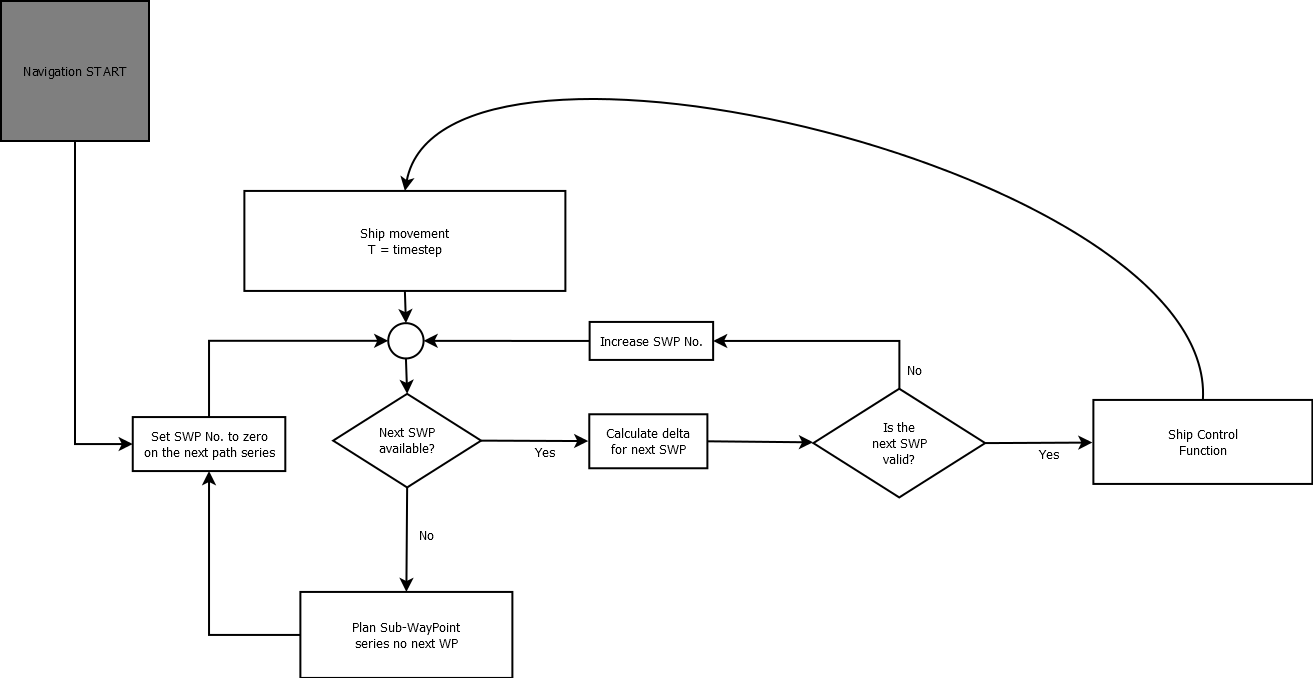 Navigation START
Ship movement
T = timestep
Increase SWP No.
No
Set SWP No. to zero
on the next path series
Next SWP
available?
Yes
Calculate delta
for next SWP
Is the
next SWP
valid?
Yes
Ship Control
Function
No
Plan Sub-WayPoint
series no next WP